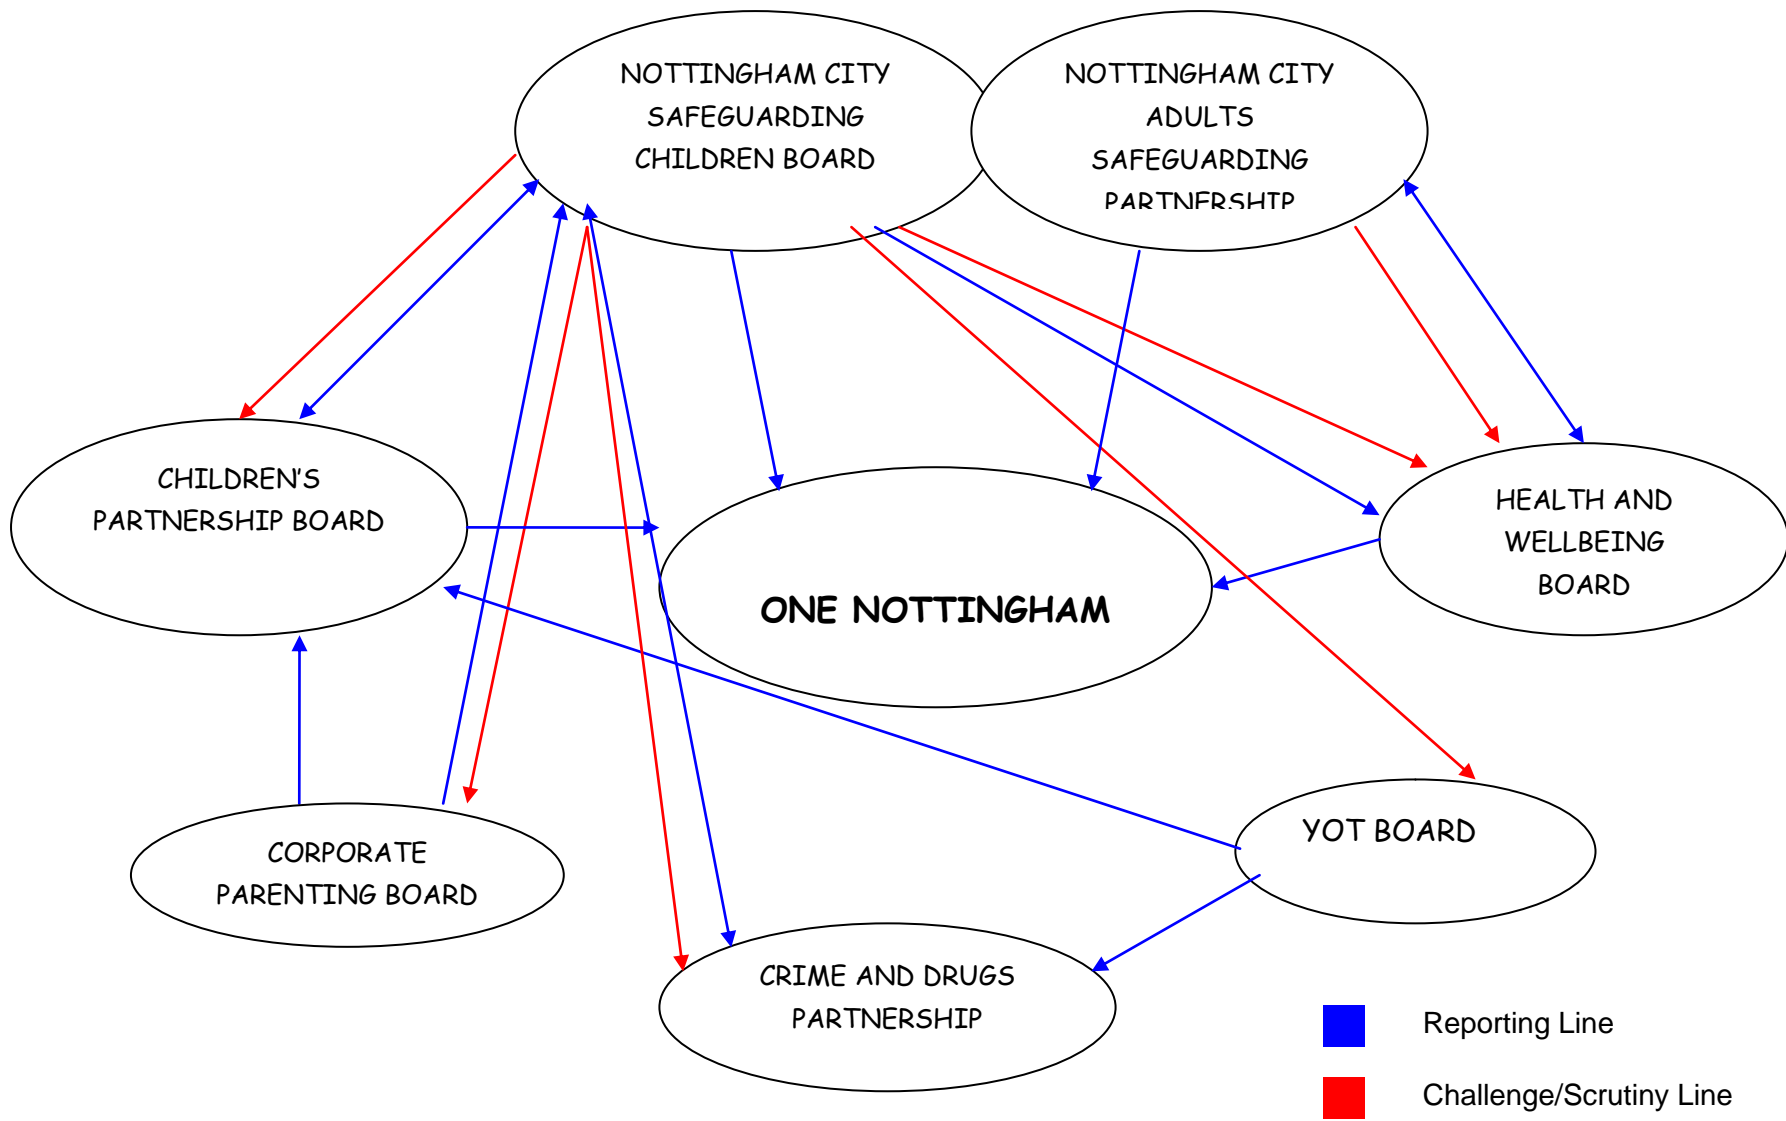 NOTTINGHAM CITY
SAFEGUARDING
CHILDREN BOARD
NOTTINGHAM CITY
ADULTS
SAFEGUARDING
PARTNERSHIP
CHILDREN'S
PARTNERSHIP BOARD
HEALTH AND
WELLBEING
BOARD
ONE NOTTINGHAM
YOT BOARD
CORPORATE
PARENTING BOARD
CRIME AND DRUGS
PARTNERSHIP
Reporting Line
Challenge/Scrutiny Line